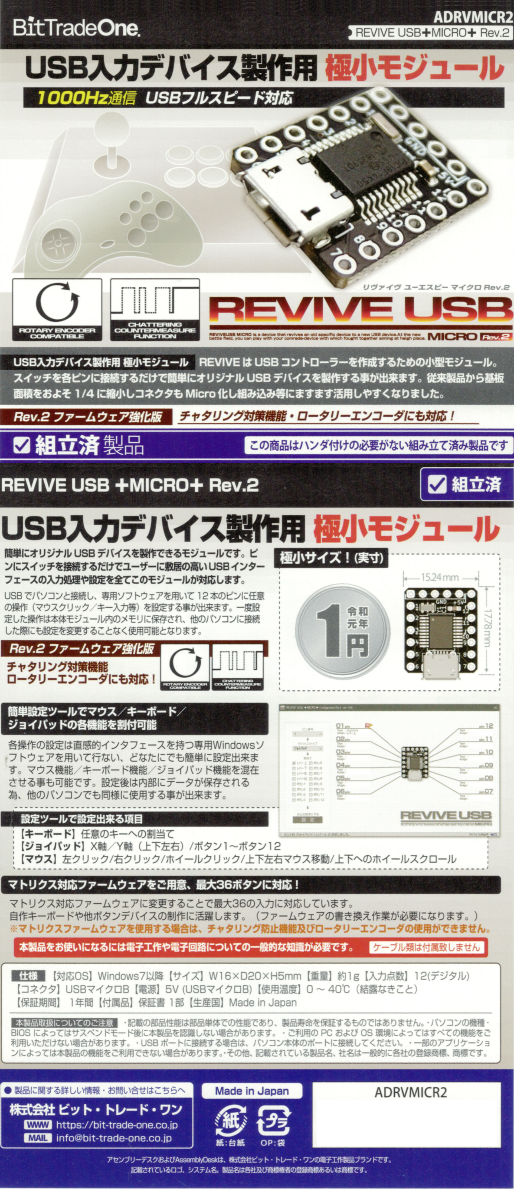 BitTradeOne.
ADRVMICR2
REVIVE USB+MICRO+ Rev.2
USB入力デバイス製作用 極小モジュール
1000Hz通信 USBフルスピード対応
リヴァイヴ ユーエスビー マイクロ Rev.2
REVIVE USB
ROTARY ENCODER
COMPATIBLE
CHATTERING
COUNTERMEASURE
FUNCTION
MICRO Rev.2
USB入力デバイス製作用 極小モジュール REVIVE は USB コントローラーを作成するための小型モジュール。
スイッチを各ピンに接続するだけで簡単にオリジナル USB デバイスを製作する事が出来ます。従来製品から基板
面積をおよそ 1/4 に縮小しコネクタも Micro 化し組み込み等にますます活用しやすくなりました。
Rev.2 ファームウェア強化版 チャタリング対策機能・ロータリーエンコーダにも対応！
組立済製品
この商品はハンダ付けの必要がない組み立て済み製品です
REVIVE USB +MICRO+ Rev.2
組立済
USB入力デバイス製作用 極小モジュール
簡単にオリジナル USB デバイスを製作できるモジュールです。ピ
ンにスイッチを接続するだけでユーザーに敷居の高い USB インター
フェースの入力処理や設定を全てこのモジュールが対応します。
USB でパソコンと接続し、専用ソフトウェアを用いて 12 本のピンに任意
の操作（マウスクリック／キー入力等）を設定する事が出来ます。一度設
定した操作は本体モジュール内のメモリに保存され、他のパソコンに接続
した際にも設定を変更することなく使用可能となります。
極小サイズ！(実寸)
15.24mm
17.78mm
令和
元年
1
円
Rev.2 ファームウェア強化版
チャタリング対策機能
ロータリーエンコーダにも対応！
ROTARY ENCODER
COMPATIBLE
CHATTERING
COUNTERMEASURE
FUNCTION
簡単設定ツールでマウス／キーボード／
ジョイパッドの各機能を割付可能
各操作の設定は直感的インタフェースを持つ専用Windowsソ
フトウェアを用いて行ない、どなたにでも簡単に設定出来ま
す。マウス機能／キーボード機能／ジョイパッド機能を混在
させる事も可能です。設定後は内部にデータが保存される
為、他のパソコンでも同様に使用する事が出来ます。
REVIVE USB
設定ツールで設定出来る項目
【キーボード】任意のキーへの割当て
【ジョイパッド】X軸／Y軸（上下左右）/ボタン1〜ボタン12
【マウス】左クリック/右クリック/ホイールクリック/上下左右マウス移動/上下へのホイールスクロール
マトリクス対応ファームウェアをご用意、最大36ボタンに対応！
マトリクス対応ファームウェアに変更することで最大36の入力に対応しています。
自作キーボードや他ボタンデバイスの制作に活躍します。（ファームウェアの書き換え作業が必要になります。）
※マトリクスファームウェアを使用する場合は、チャタリング防止機能及びロータリーエンコーダの使用ができません。
本製品をお使いになるには電子工作や電子回路についての一般的な知識が必要です。 ケーブル類は付属致しません
仕様 【対応OS】Windows7以降【サイズ】W16×D20×H5mm【重量】約1g【入力点数】12(デジタル)
【コネクタ】USBマイクロB【電源】5V (USBマイクロB)【使用温度】0 〜 40℃（結露なきこと）
【保証期間】 1年間【付属品】保証書 1部【生産国】Made in Japan
本製品取扱についてのご注意 ・記載の部品性能は部品単体での性能であり、製品寿命を保証するものではありません。・パソコンの機種・
BIOS によってはサスペンドモード後に本製品を認識しない場合があります。・ご利用の PC および OS 環境によってはすべての機能をご
利用いただけない場合があります。・USB ポートに接続する場合は、パソコン本体のポートに接続してください。・一部のアプリケーショ
ンによっては本製品の機能をご利用できない場合があります。・その他、記載されている製品名、社名は一般的に各社の登録商標、商標です。
● 製品に関する詳しい情報・お問い合せはこちらへ
株式会社 ビット・トレード・ワン
WWW https://bit-trade-one.co.jp
MAIL info@bit-trade-one.co.jp
Made in Japan
紙
プラ
紙:台紙
OP:袋
ADRVMICR2
アセンブリーデスクおよびAssemblyDeskは、株式会社ビット・トレード・ワンの電子工作製品ブランドです。
記載されているロゴ、システム名、製品名は各社及び商標権者の登録商標あるいは商標です。